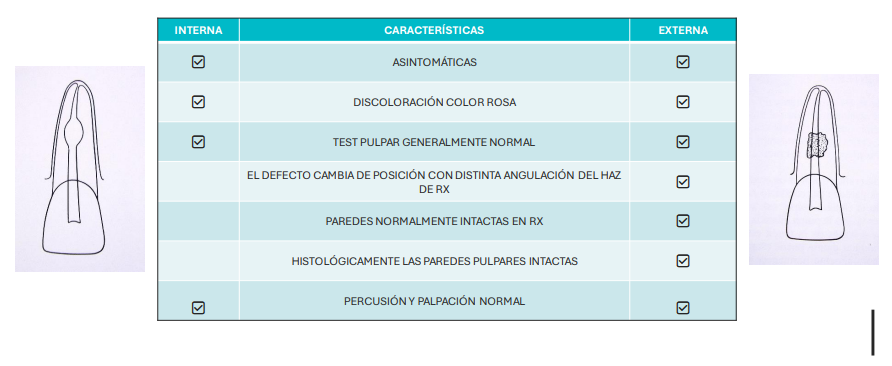 INTERNA CARACTERÍSTICAS EXTERNA
ASINTOMÁTICAS
DISCOLORACIÓN COLOR ROSA
TEST PULPAR GENERALMENTE NORMAL
EL DEFECTO CAMBIA DE POSICIÓN CON DISTINTA ANGULACIÓN DEL HAZ
DE RX
PAREDES NORMALMENTE INTACTAS EN RX
HISTOLÓGICAMENTE LAS PAREDES PULPARES INTACTAS
PERCUSIÓN Y PALPACIÓN NORMAL